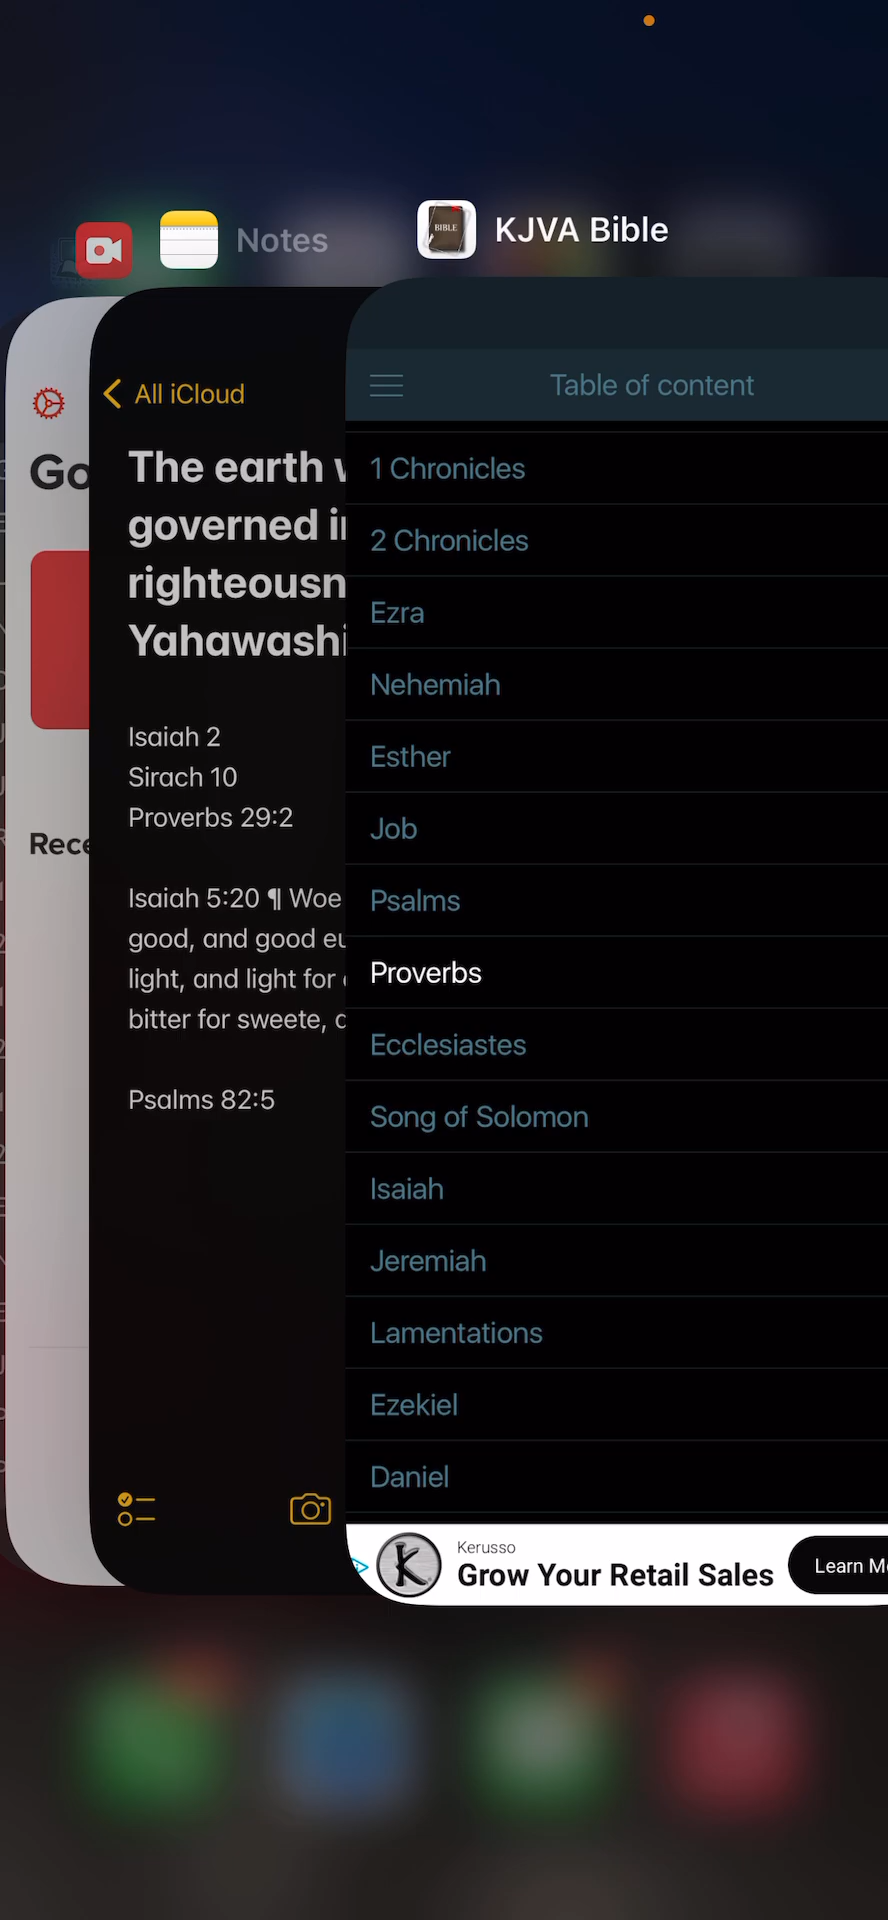 Notes
KJVA Bible
BIBLE
Go
Rece
All iCloud
The earth
governed
righteousn
Yahawashi
Isaiah 2
Sirach 10
Proverbs 29:2
Isaiah 5:20 ¶ Woe
good, and good eu
light, and light for
bitter for sweete,
Psalms 82:5
Table of content
1 Chronicles
2 Chronicles
Ezra
Nehemiah
Esther
Job
Psalms
Proverbs
Ecclesiastes
Song of Solomon
Isaiah
Jeremiah
Lamentations
Ezekiel
Daniel
K
Kerusso
Grow Your Retail Sales
Learn M